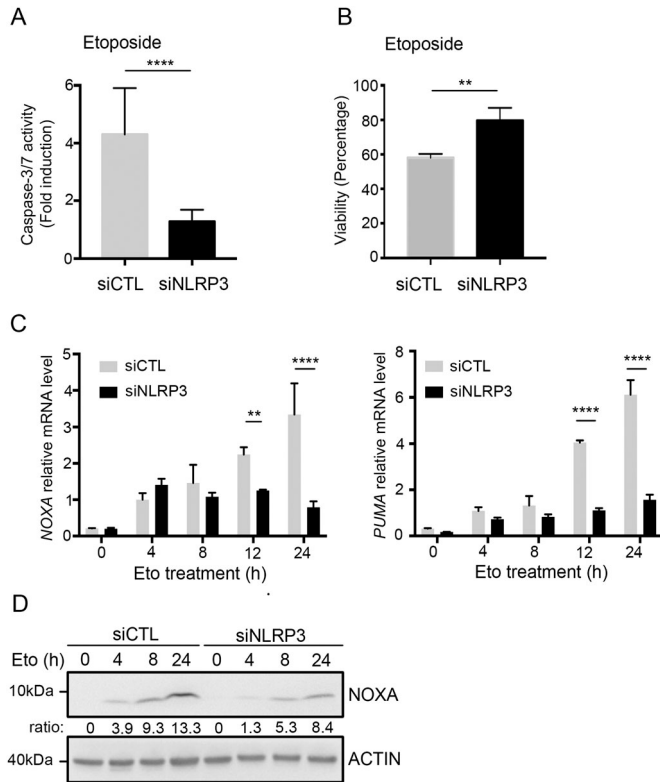 A
Etoposide
****
6
4
2
0
Caspase-3/7 activity
(Fold induction)
siCTL siNLRP3
B
Etoposide
**
100
80
60
40
20
0
Viability (Percentage)
siCTL siNLRP3
C
siCTL
siNLRP3
**
****
5
4
3
2
1
0
NOXA relative mRNA level
0 4 8 12 24
Eto treatment (h)
siCTL
siNLRP3
****
****
8
6
4
2
0
PUMA relative mRNA level
0 4 8 12 24
Eto treatment (h)
D
siCTL siNLRP3
Eto (h) 0 4 8 24 0 4 8 24
10kDa NOXA
ratio: 0 3.9 9.3 13.3 0 1.3 5.3 8.4
40kDa ACTIN